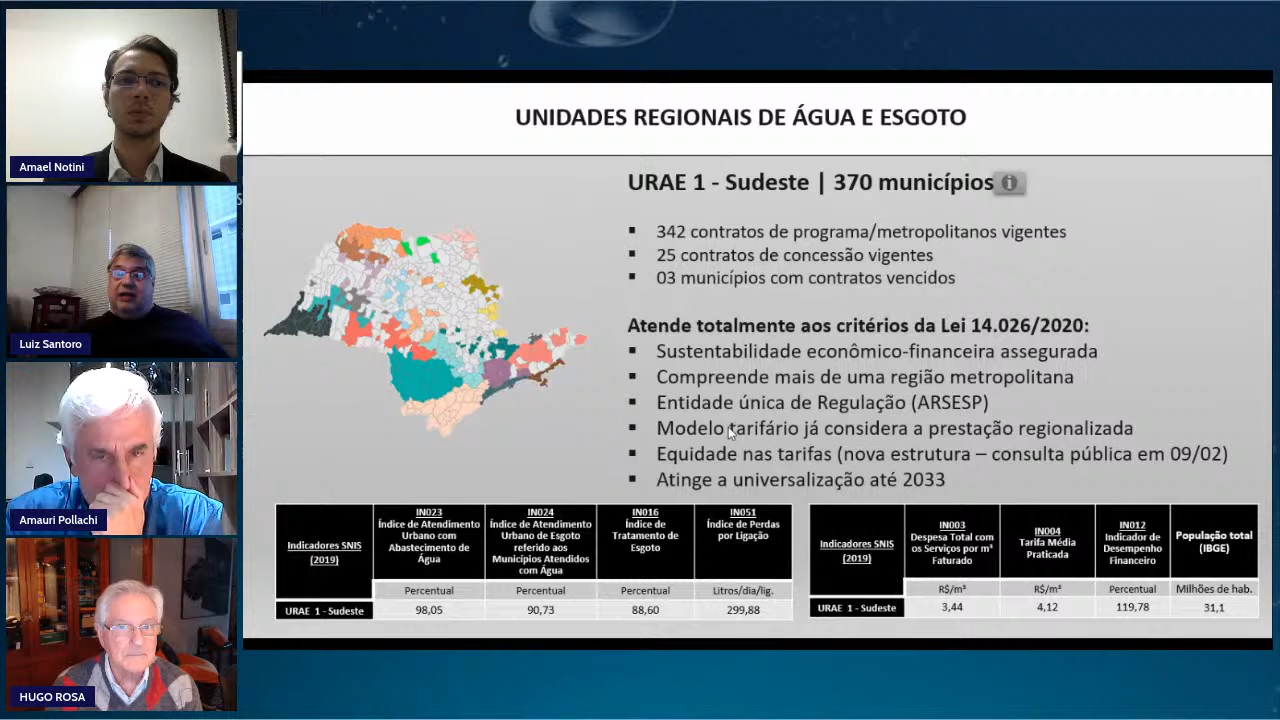 Amael Notini
Luiz Santoro
Amauri Pollachi
HUGO ROSA
UNIDADES REGIONAIS DE ÁGUA E ESGOTO
URAE 1 - Sudeste | 370 municípios
▪ 342 contratos de programa/metropolitanos vigentes
▪ 25 contratos de concessão vigentes
▪ 03 municípios com contratos vencidos
Atende totalmente aos critérios da Lei 14.026/2020:
▪ Sustentabilidade econômico-financeira assegurada
▪ Compreende mais de uma região metropolitana
▪ Entidade única de Regulação (ARSESP)
▪ Modelo tarifário já considera a prestação regionalizada
▪ Equidade nas tarifas (nova estrutura – consulta pública em 09/02)
▪ Atinge a universalização até 2033
Indicadores SNIS
(2019)
IN023
Índice de Atendimento
Urbano com
Abastecimento de
Água
IN024
Índice de Atendimento
Urbano de Esgoto
referido aos
Municípios Atendidos
com Água
IN016
Índice de
Tratamento de
Esgoto
IN051
Índice de Perdas
por Ligação
Percentual Percentual Percentual Litros/dia/lig.
URAE 1 - Sudeste 98,05 90,73 88,60 299,88
Indicadores SNIS
(2019)
IN003
Despesa Total com
os Serviços por m³
Faturado
IN004
Tarifa Média
Praticada
IN012
Indicador de
Desempenho
Financeiro
População total
(IBGE)
R$/m³ R$/m³ Percentual Milhões de hab.
URAE 1 - Sudeste 3,44 4,12 119,78 31,1